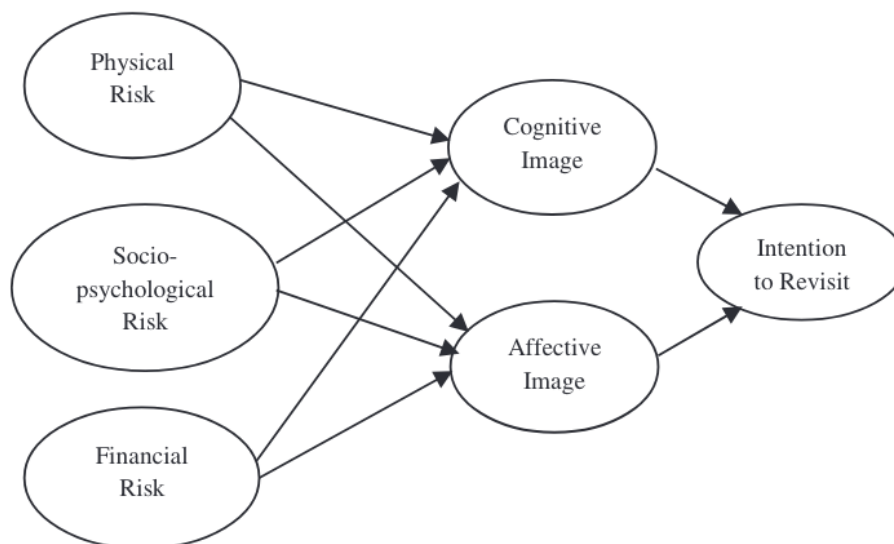 Physical
Risk
Cognitive
Image
Socio-
psychological
Risk
Intention
to Revisit
Affective
Image
Financial
Risk